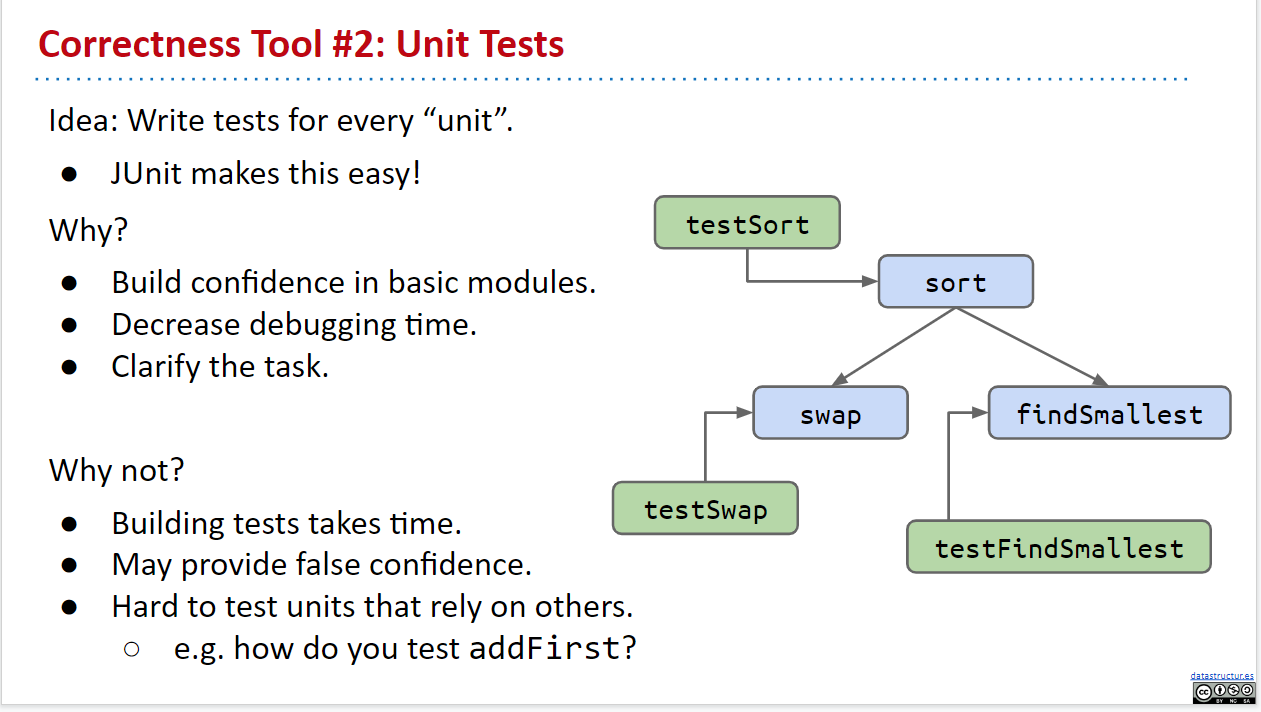 Correctness Tool #2: Unit Tests
Idea: Write tests for every “unit”.
● JUnit makes this easy!
Why?
● Build confidence in basic modules.
● Decrease debugging time.
● Clarify the task.
Why not?
● Building tests takes time.
● May provide false confidence.
● Hard to test units that rely on others.
○ e.g. how do you test addFirst?
testSort
sort
swap
findSmallest
testSwap
testFindSmallest
datastructur.es
cc
BY NC SA